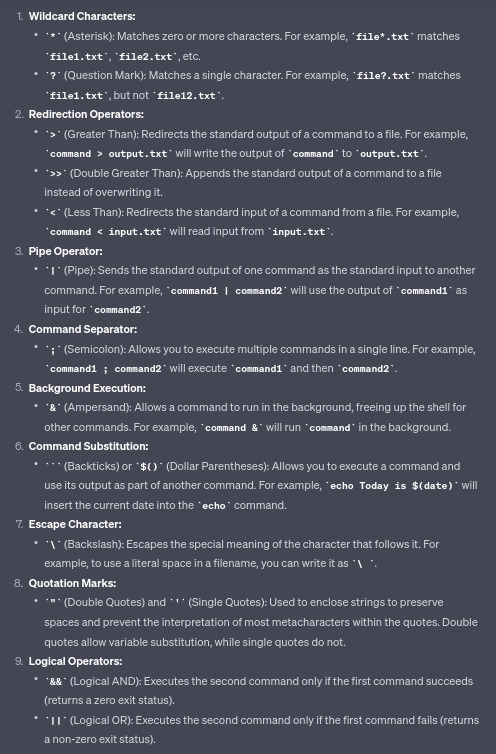 1. Wildcard Characters:
• `*` (Asterisk): Matches zero or more characters. For example, `file*.txt` matches
`file1.txt`, `file2.txt`, etc.
• `?` (Question Mark): Matches a single character. For example, `file?.txt` matches
`file1.txt`, but not `file12.txt`.
2. Redirection Operators:
• `>` (Greater Than): Redirects the standard output of a command to a file. For example,
`command > output.txt` will write the output of `command` to `output.txt`.
• `>>` (Double Greater Than): Appends the standard output of a command to a file
instead of overwriting it.
• `<` (Less Than): Redirects the standard input of a command from a file. For example,
`command < input.txt` will read input from `input.txt`.
3. Pipe Operator:
• `|` (Pipe): Sends the standard output of one command as the standard input to another
command. For example, `command1 | command2` will use the output of `command1` as
input for `command2`.
4. Command Separator:
• `;` (Semicolon): Allows you to execute multiple commands in a single line. For example,
`command1 ; command2` will execute `command1` and then `command2`.
5. Background Execution:
• `&` (Ampersand): Allows a command to run in the background, freeing up the shell for
other commands. For example, `command &` will run `command` in the background.
6. Command Substitution:
• ``` (Backticks) or `$()` (Dollar Parentheses): Allows you to execute a command and
use its output as part of another command. For example, `echo Today is $(date)` will
insert the current date into the `echo` command.
7. Escape Character:
• `\` (Backslash): Escapes the special meaning of the character that follows it. For
example, to use a literal space in a filename, you can write it as `\ `.
8. Quotation Marks:
• `"` (Double Quotes) and `'` (Single Quotes): Used to enclose strings to preserve
spaces and prevent the interpretation of most metacharacters within the quotes. Double
quotes allow variable substitution, while single quotes do not.
9. Logical Operators:
• `&&` (Logical AND): Executes the second command only if the first command succeeds
(returns a zero exit status).
• `||` (Logical OR): Executes the second command only if the first command fails (returns
a non-zero exit status).